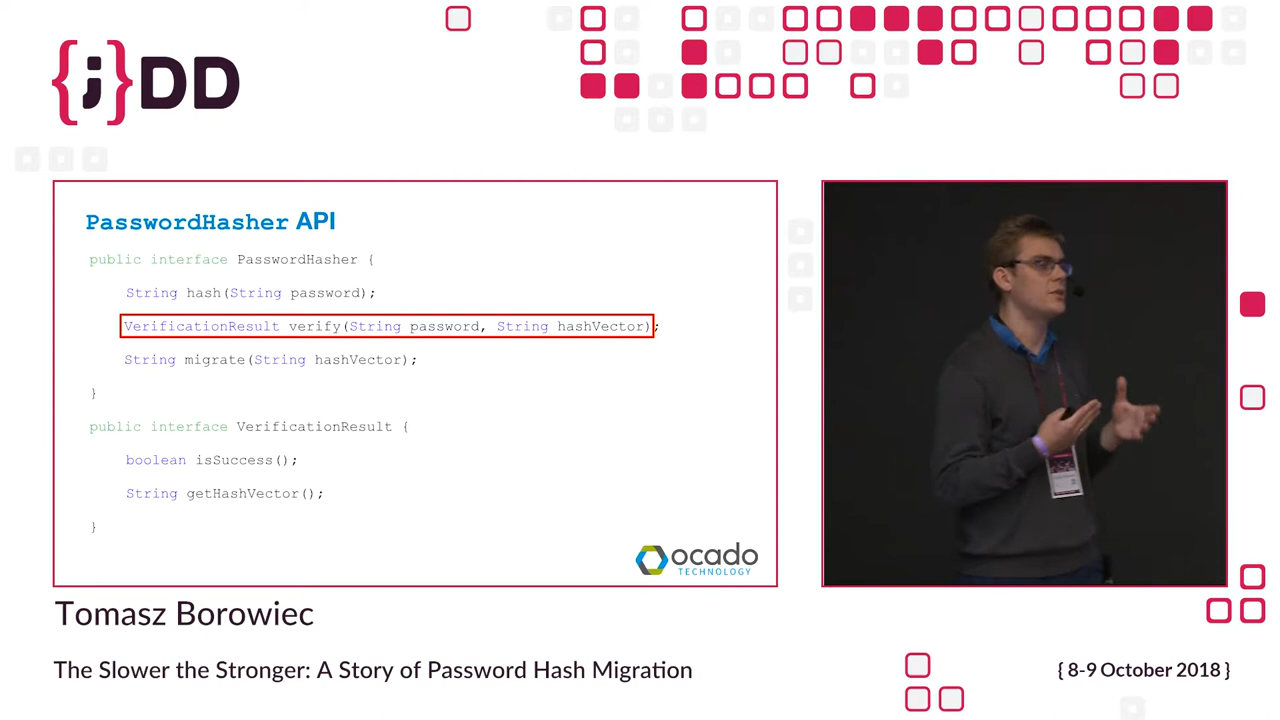 {j}DD
PasswordHasher API
public interface PasswordHasher {
String hash(String password);
VerificationResult verify(String password, String hashVector);
String migrate(String hashVector);
}
public interface VerificationResult {
boolean isSuccess();
String getHashVector();
}
ocado
TECHNOLOGY
Tomasz Borowiec
The Slower the Stronger: A Story of Password Hash Migration
{ 8-9 October 2018 }